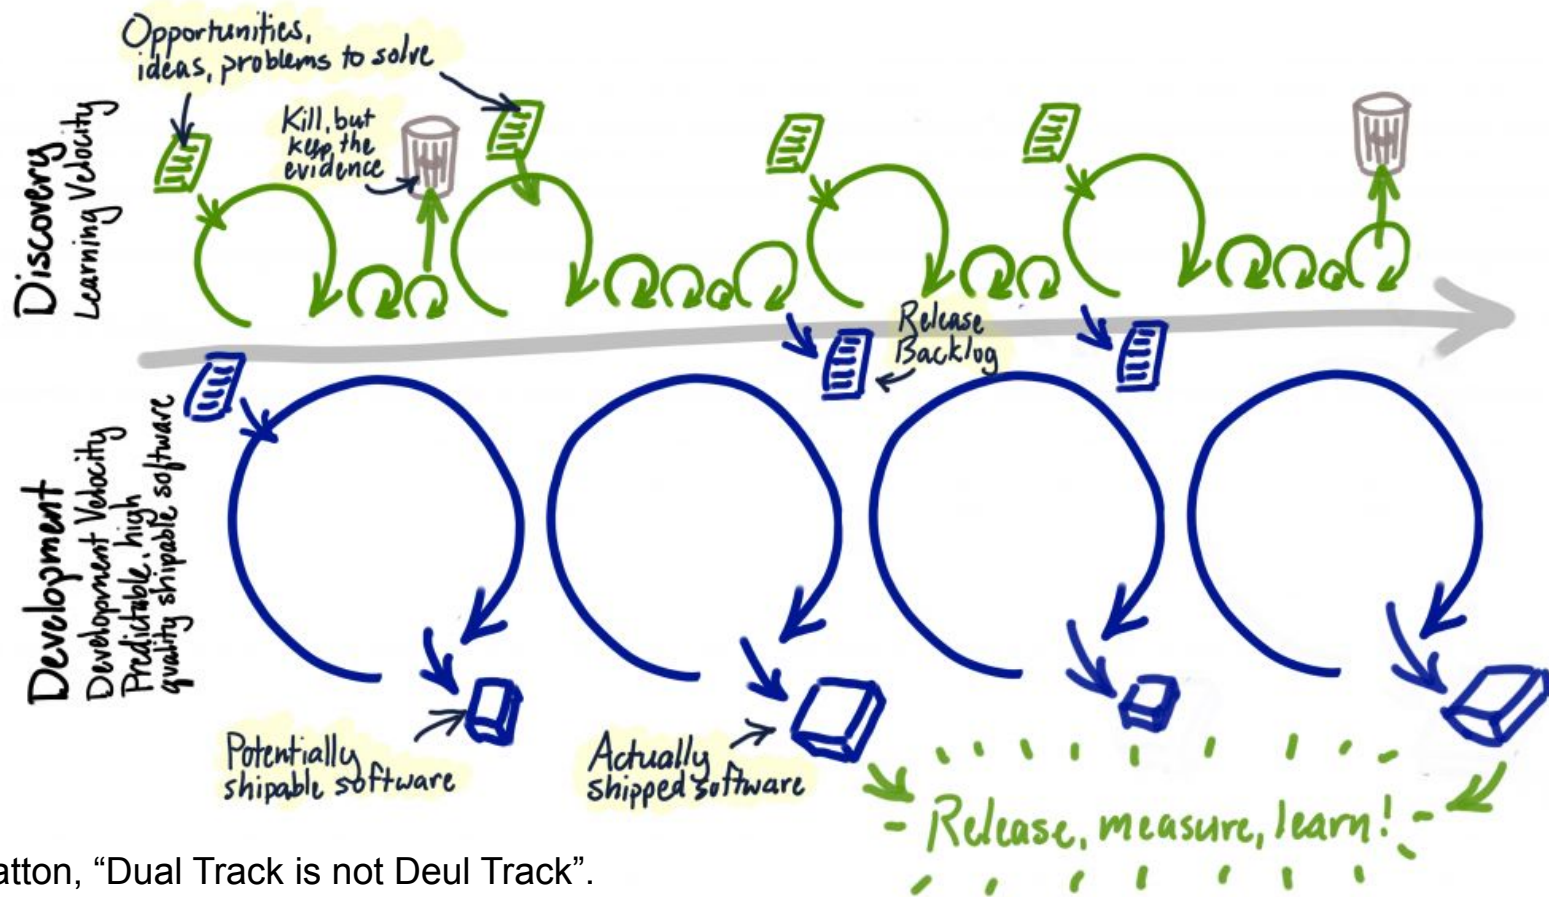 Opportunities,
ideas, problems to solve
Kill, but
keep the
evidence
Discovery
Learning Velocity
Release
Backlog
Development
Development Velocity
Predictable, high
quality shipable software
Potentially
shipable software
Actually
shipped software
- Release, measure, learn! -
atton, “Dual Track is not Deul Track”.